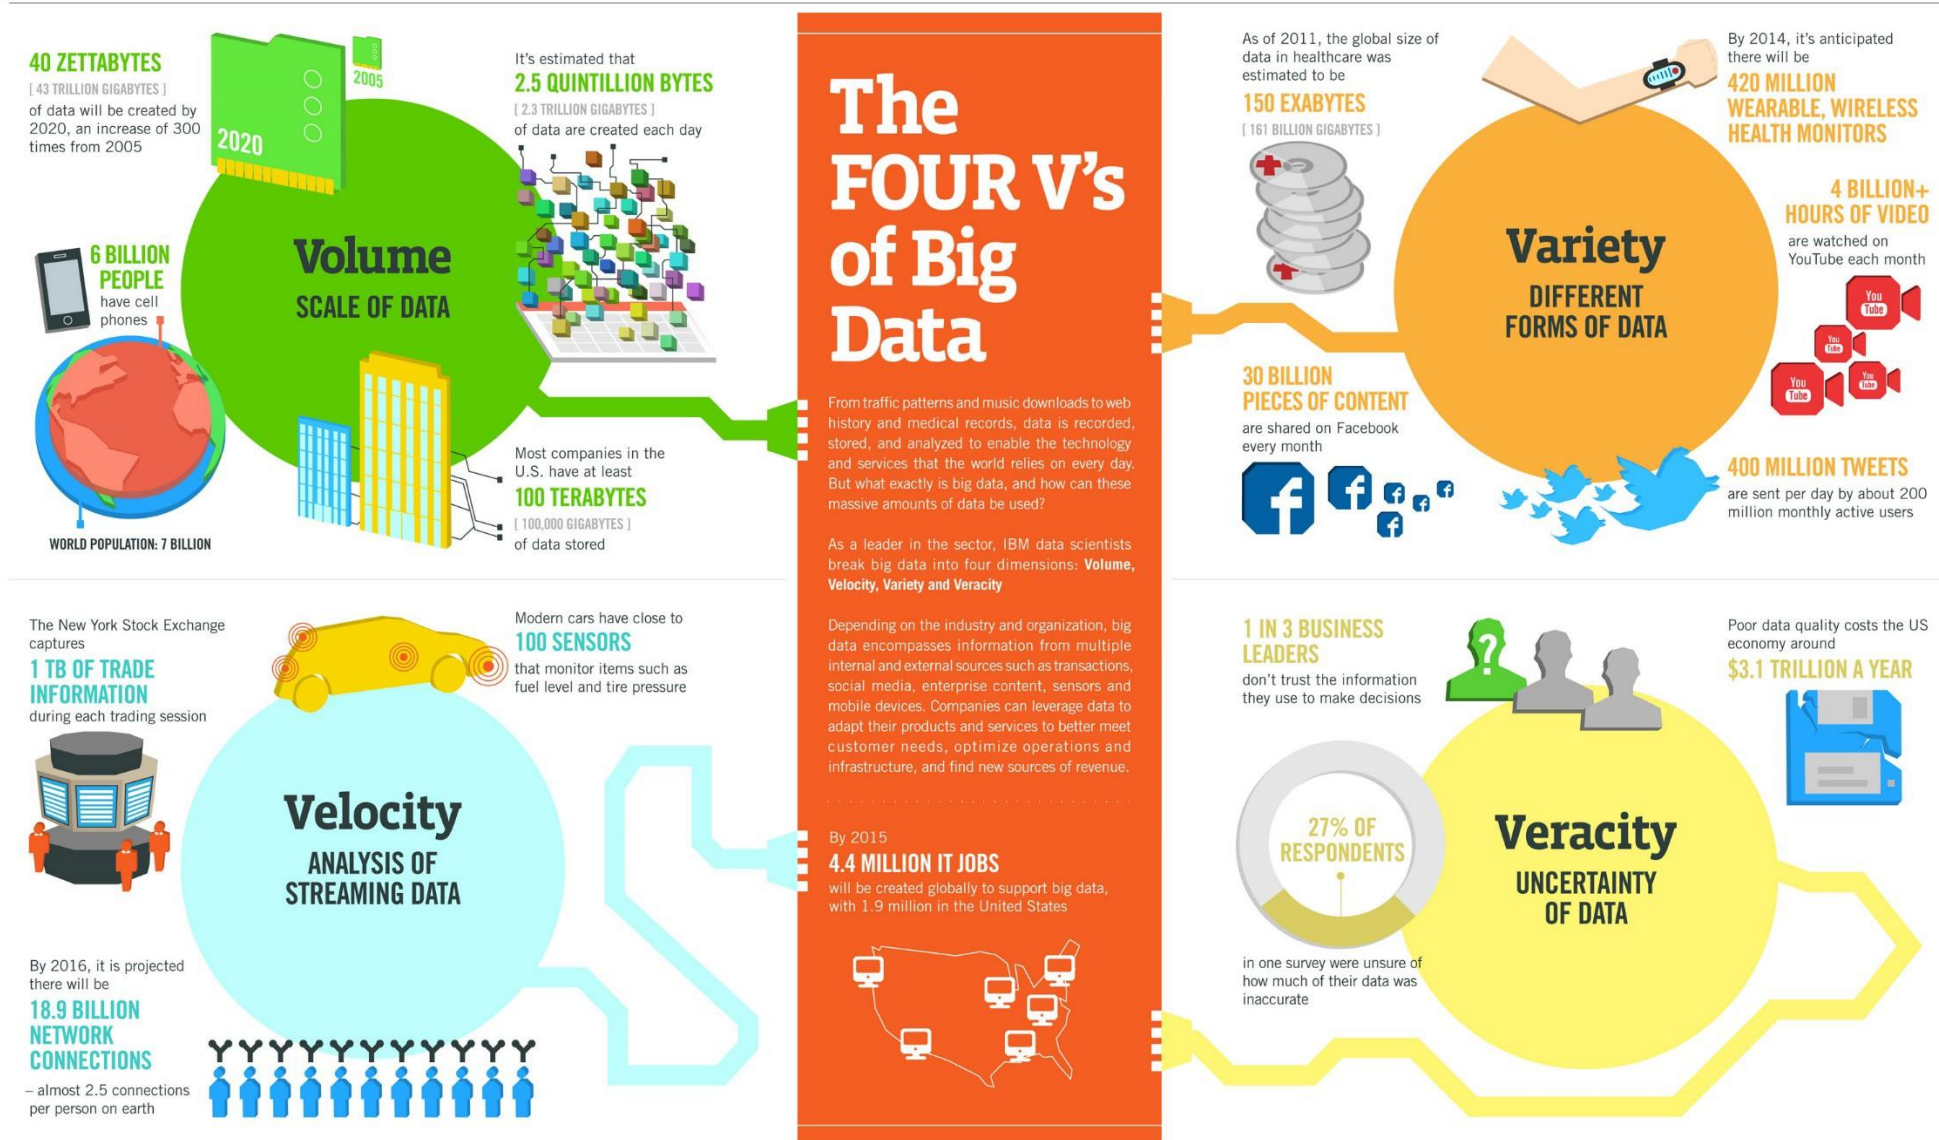 40 ZETTABYTES
[ 43 TRILLION GIGABYTES ]
of data will be created by
2020, an increase of 300
times from 2005
2020
2005
It's estimated that
2.5 QUINTILLION BYTES
[ 2.3 TRILLION GIGABYTES ]
of data are created each day
6 BILLION
PEOPLE
have cell
phones
WORLD POPULATION: 7 BILLION
Volume
SCALE OF DATA
Most companies in the
U.S. have at least
100 TERABYTES
[ 100,000 GIGABYTES ]
of data stored
The New York Stock Exchange
captures
1 TB OF TRADE
INFORMATION
during each trading session
Modern cars have close to
100 SENSORS
that monitor items such as
fuel level and tire pressure
Velocity
ANALYSIS OF
STREAMING DATA
By 2016, it is projected
there will be
18.9 BILLION
NETWORK
CONNECTIONS
– almost 2.5 connections
per person on earth
The
FOUR V's
of Big
Data
From traffic patterns and music downloads to web
history and medical records, data is recorded,
stored, and analyzed to enable the technology
and services that the world relies on every day.
But what exactly is big data, and how can these
massive amounts of data be used?
As a leader in the sector, IBM data scientists
break big data into four dimensions: Volume,
Velocity, Variety and Veracity
Depending on the industry and organization, big
data encompasses information from multiple
internal and external sources such as transactions,
social media, enterprise content, sensors and
mobile devices. Companies can leverage data to
adapt their products and services to better meet
customer needs, optimize operations and
infrastructure, and find new sources of revenue.
By 2015
4.4 MILLION IT JOBS
will be created globally to support big data,
with 1.9 million in the United States
As of 2011, the global size of
data in healthcare was
estimated to be
150 EXABYTES
[ 161 BILLION GIGABYTES ]
By 2014, it's anticipated
there will be
420 MILLION
WEARABLE, WIRELESS
HEALTH MONITORS
4 BILLION+
HOURS OF VIDEO
are watched on
YouTube each month
You
Tube
You
Tube
You
Tube
You
Tube
Variety
DIFFERENT
FORMS OF DATA
30 BILLION
PIECES OF CONTENT
are shared on Facebook
every month
f
f
f
f
f
f
400 MILLION TWEETS
are sent per day by about 200
million monthly active users
1 IN 3 BUSINESS
LEADERS
don't trust the information
they use to make decisions
?
Poor data quality costs the US
economy around
$3.1 TRILLION A YEAR
27% OF
RESPONDENTS
in one survey were unsure of
how much of their data was
inaccurate
Veracity
UNCERTAINTY
OF DATA